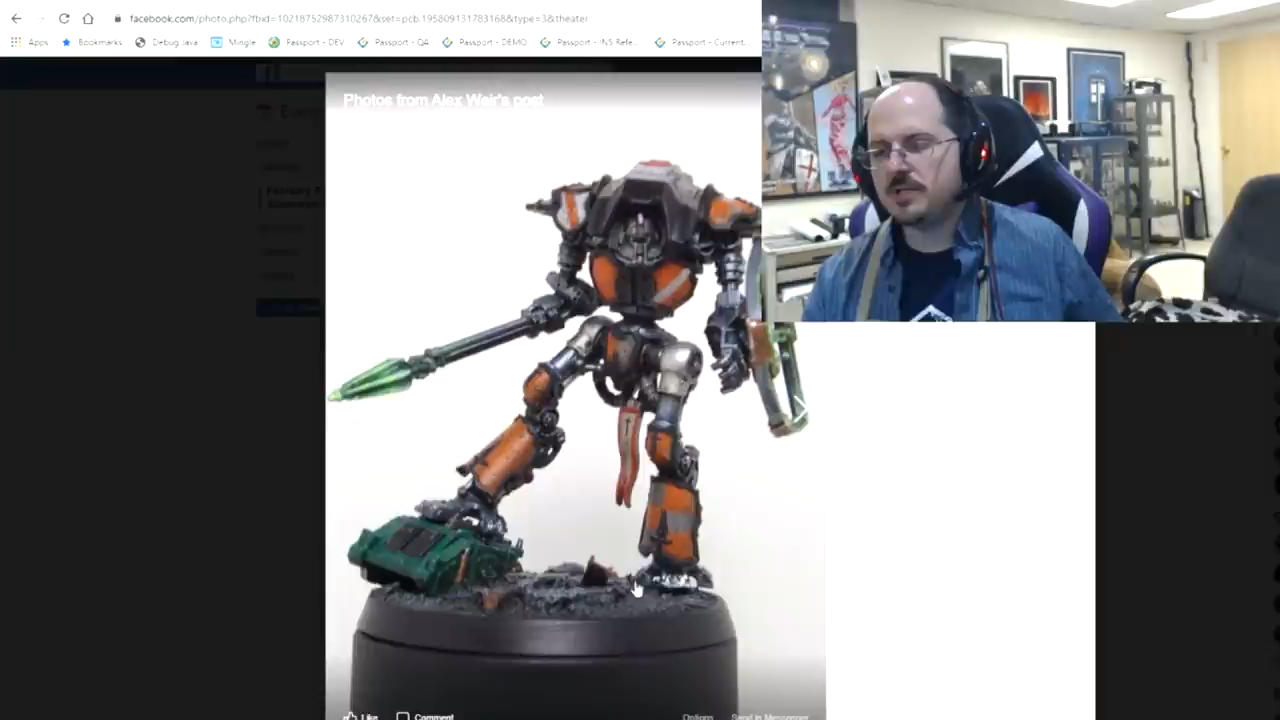 facebook.com/photo.php?fbid=10218752987310267&set=pcb.1958091317831688&type=3&theater
Apps Bookmarks Debug Java Mingle Passport - DEV Passport - QA Passport - DEMO Passport - INS Refe... Passport - Current...
Photos from Alex Weir's post
Like Comment Options Send in Messenger